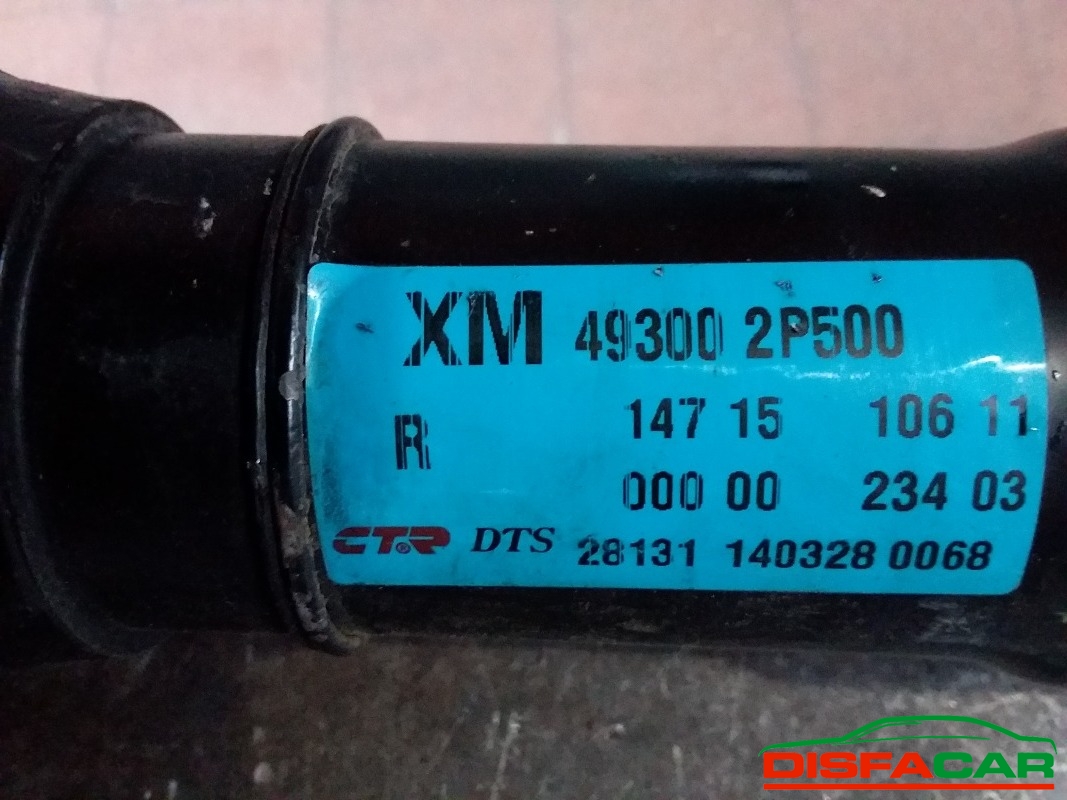 XM 49300 2P500
R 147 15 106 11
000 00 234 03
CTR® DTS 28131 140328 0068
DISFACAR